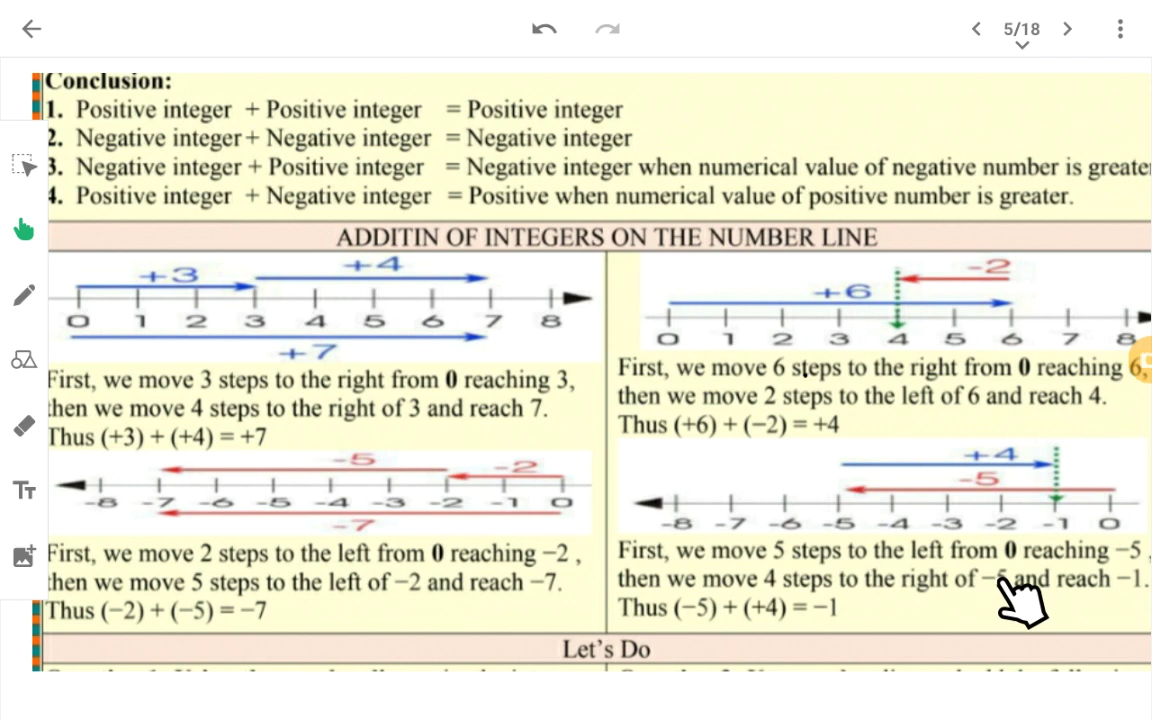 5/18
Conclusion:
1. Positive integer + Positive integer = Positive integer
2. Negative integer + Negative integer = Negative integer
3. Negative integer + Positive integer = Negative integer when numerical value of negative number is greate
4. Positive integer + Negative integer = Positive when numerical value of positive number is greater.
ADDITIN OF INTEGERS ON THE NUMBER LINE
+3 +4
0 1 2 3 4 5 6 7 8
+7
First, we move 3 steps to the right from 0 reaching 3,
then we move 4 steps to the right of 3 and reach 7.
Thus (+3) + (+4) = +7
-5 -2
-8 -7 -6 -5 -4 -3 -2 -1 0
-7
First, we move 2 steps to the left from 0 reaching −2 ,
then we move 5 steps to the left of −2 and reach −7.
Thus (−2) + (−5) = −7
-2
+6
0 1 2 3 4 5 6 7 8
First, we move 6 steps to the right from 0 reaching 6,
then we move 2 steps to the left of 6 and reach 4.
Thus (+6) + (−2) = +4
+4
-5
-8 -7 -6 -5 -4 -3 -2 -1 0
First, we move 5 steps to the left from 0 reaching −5
then we move 4 steps to the right of −5 and reach −1.
Thus (−5) + (+4) = −1
Let's Do
Tт